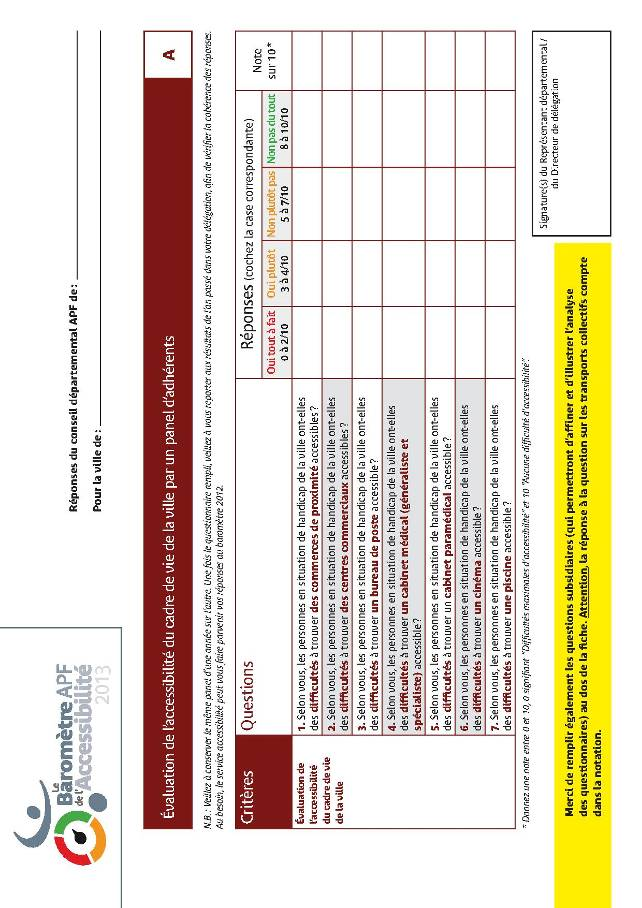 Le
Baromètre APF
de l'Accessibilité
2013
Réponses du conseil départemental APF de :
Pour la ville de :
Évaluation de l'accessibilité du cadre de vie de la ville par un panel d'adhérents
A
N.B. : Veillez à conserver le même panel d'une année sur l'autre. Une fois le questionnaire rempli, veillez à vous reporter aux résultats de l'an passé dans votre délégation, afin de vérifier la cohérence des réponses.
Au besoin, le service accessibilité peut vous faire parvenir vos réponses au baromètre 2012.
Critères
Questions
Réponses (cochez la case correspondante)
Note
sur 10*
Oui tout à fait
0 à 2/10
Oui plutôt
3 à 4/10
Non plutôt pas
5 à 7/10
Non pas du tout
8 à 10/10
Évaluation de
l'accessibilité
du cadre de vie
de la ville
1. Selon vous, les personnes en situation de handicap de la ville ont-elles
des difficultés à trouver des commerces de proximité accessibles ?
2. Selon vous, les personnes en situation de handicap de la ville ont-elles
des difficultés à trouver des centres commerciaux accessibles ?
3. Selon vous, les personnes en situation de handicap de la ville ont-elles
des difficultés à trouver un bureau de poste accessible ?
4. Selon vous, les personnes en situation de handicap de la ville ont-elles
des difficultés à trouver un cabinet médical (généraliste et
spécialiste) accessible ?
5. Selon vous, les personnes en situation de handicap de la ville ont-elles
des difficultés à trouver un cabinet paramédical accessible ?
6. Selon vous, les personnes en situation de handicap de la ville ont-elles
des difficultés à trouver un cinéma accessible ?
7. Selon vous, les personnes en situation de handicap de la ville ont-elles
des difficultés à trouver une piscine accessible ?
* Donnez une note entre 0 et 10, 0 signifiant "Difficultés maximales d'accessibilité" et 10 "Aucune difficulté d'accessibilité".
Merci de remplir également les questions subsidiaires (qui permettront d'affiner et d'illustrer l'analyse
des questionnaires) au dos de la fiche. Attention, la réponse à la question sur les transports collectifs compte
dans la notation.
Signature(s) du Représentant départemental /
du Directeur de délégation